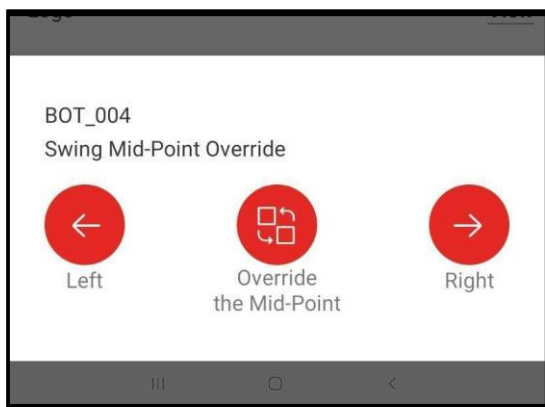 BOT_004
Swing Mid-Point Override
Left
Override
the Mid-Point
Right